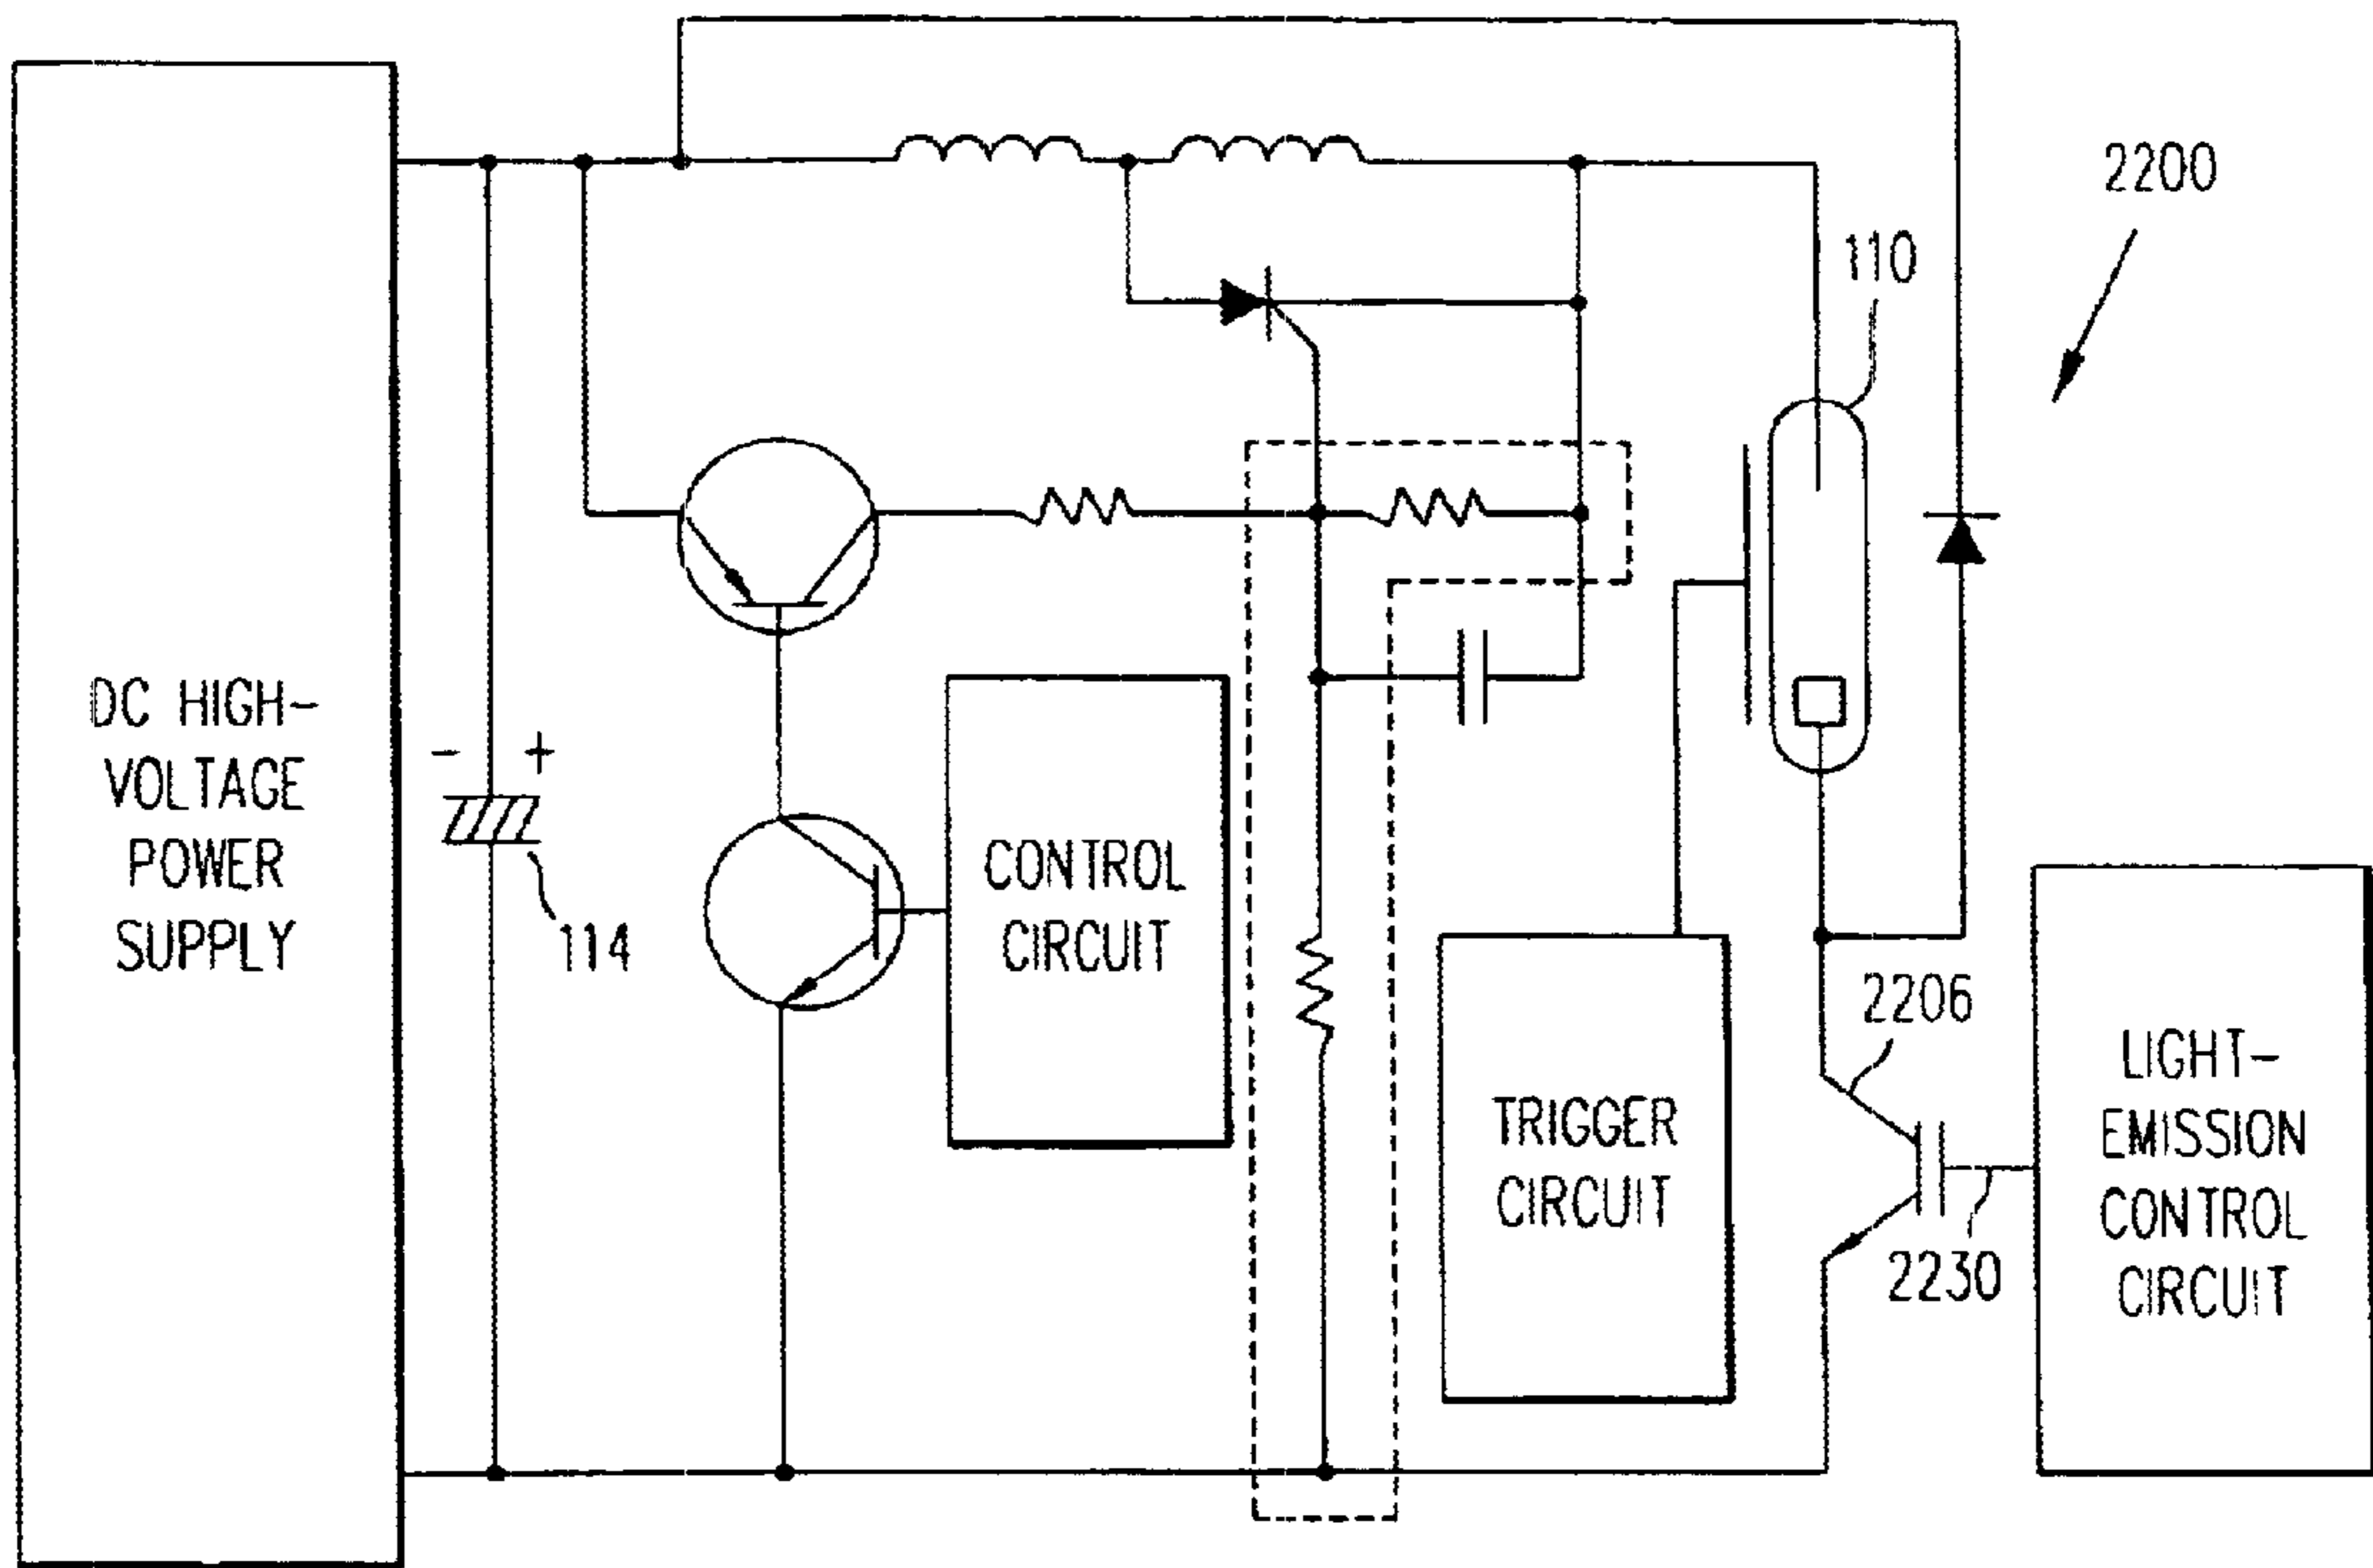 2200
110
DC HIGH-
VOLTAGE
POWER
SUPPLY
- +
114
CONTROL
CIRCUIT
TRIGGER
CIRCUIT
2206
2230
LIGHT-
EMISSION
CONTROL
CIRCUIT